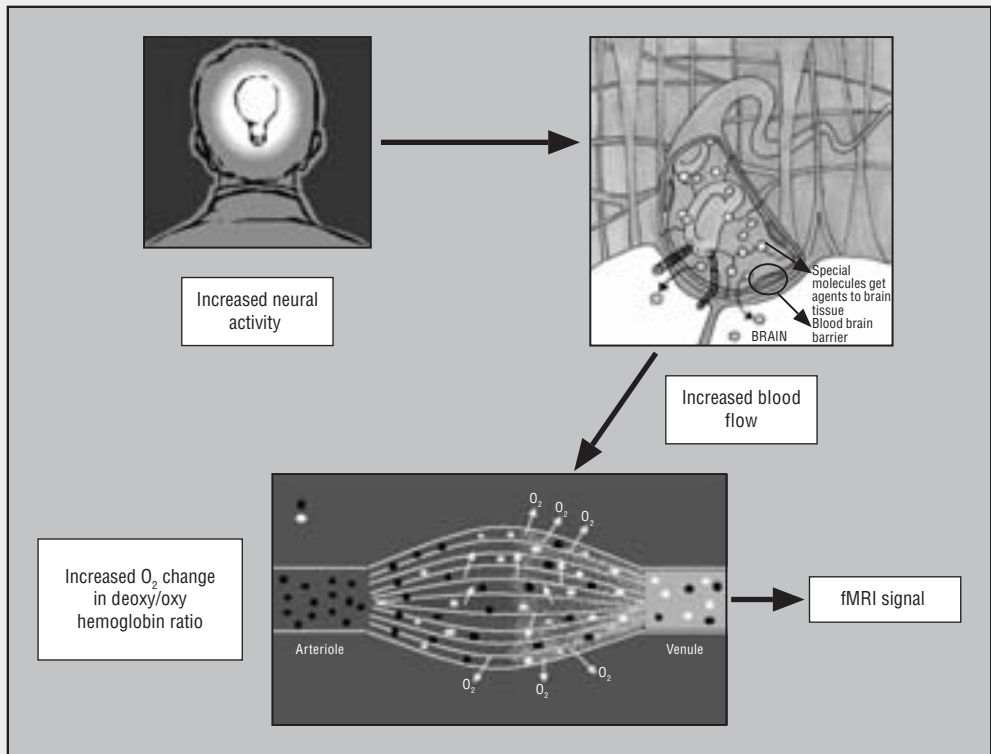 Increased neural
activity
Special
molecules get
agents to brain
tissue
Blood brain
barrier
BRAIN
Increased blood
flow
O₂
O₂
O₂
Increased O₂ change
in deoxy/oxy
hemoglobin ratio
Arteriole
Venule
fMRI signal
O₂
O₂
O₂